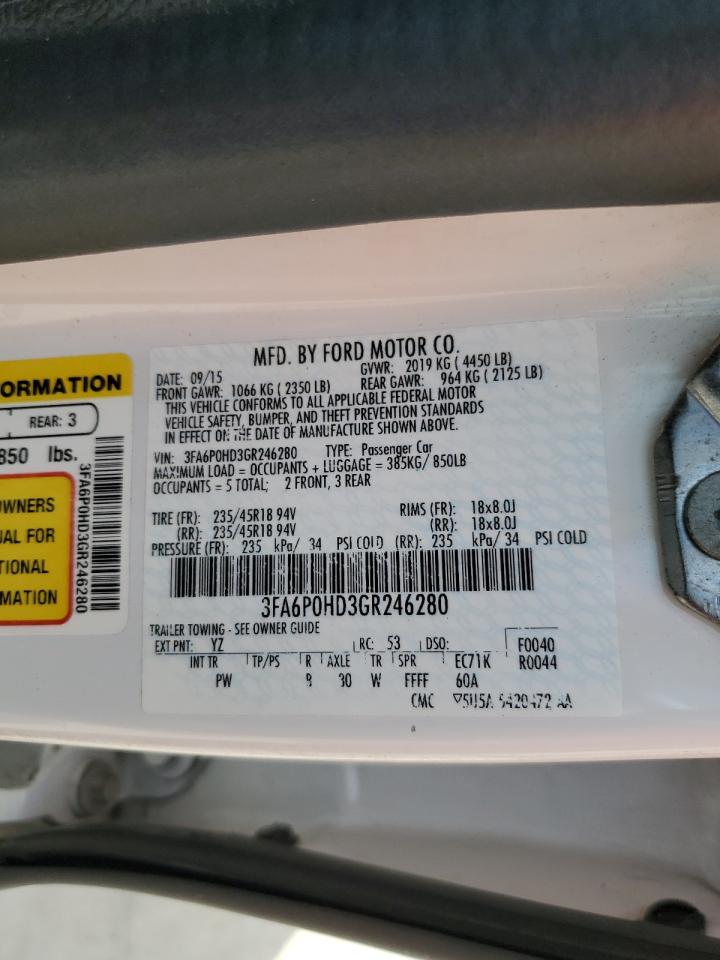 ORMATION
REAR: 3
850 lbs.
OWNERS
UAL FOR
TIONAL
MATION
3FA6P0HD3GR246280
MFD. BY FORD MOTOR CO.
DATE: 09/15 GVWR: 2019 KG ( 4450 LB)
FRONT GAWR: 1066 KG ( 2350 LB) REAR GAWR: 964 KG ( 2125 LB)
THIS VEHICLE CONFORMS TO ALL APPLICABLE FEDERAL MOTOR
VEHICLE SAFETY, BUMPER, AND THEFT PREVENTION STANDARDS
IN EFFECT ON THE DATE OF MANUFACTURE SHOWN ABOVE.
VIN: 3FA6P0HD3GR246280 TYPE: Passenger Car
MAXIMUM LOAD = OCCUPANTS + LUGGAGE = 385KG/ 850LB
OCCUPANTS = 5 TOTAL; 2 FRONT, 3 REAR
TIRE (FR): 235/45R18 94V RIMS (FR): 18x8.0J
(RR): 235/45R18 94V (RR): 18x8.0J
PRESSURE (FR): 235 kPa/ 34 PSI COLD (RR): 235 kPa/ 34 PSI COLD
3FA6P0HD3GR246280
TRAILER TOWING - SEE OWNER GUIDE
EXT PNT: YZ RC: 53 DSO: F0040
INT TR TP/PS R AXLE TR SPR EC71K R0044
PW W FFFF 60A
CMC